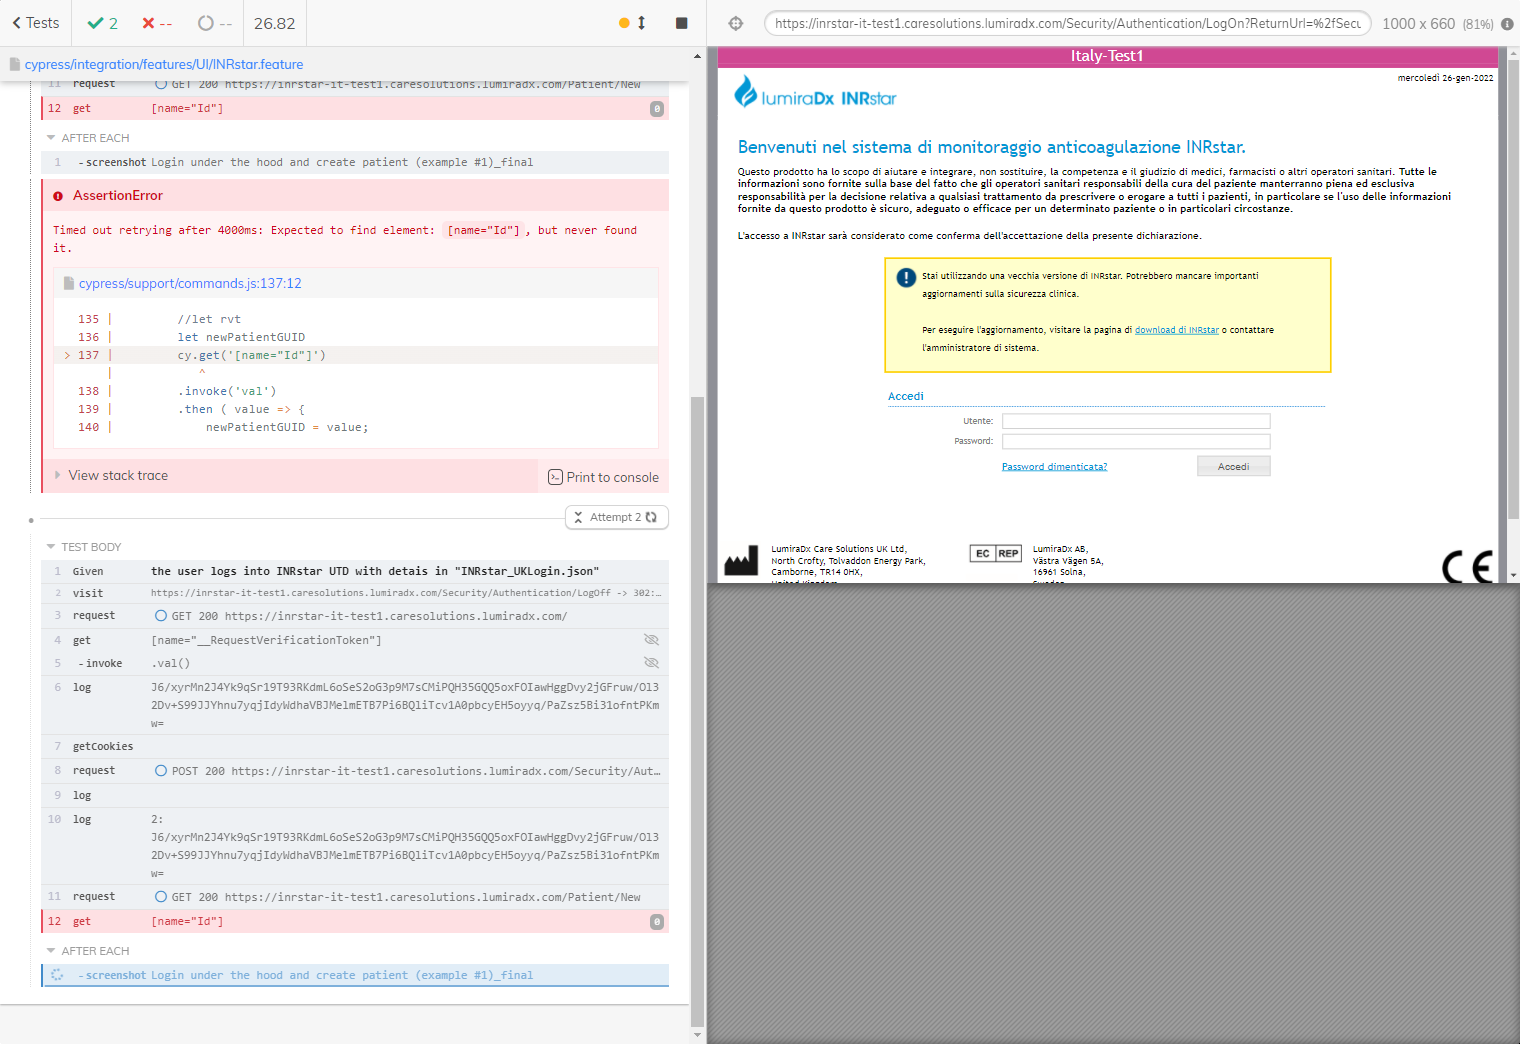 Tests
2
--
--
26.82
cypress/integration/features/UI/INRstar.feature
11 request GET 200 https://inrstar-it-test1.caresolutions.lumiradx.com/Patient/New
12 get [name="Id"] 0
AFTER EACH
1 -screenshot Login under the hood and create patient (example #1)_final
AssertionError
Timed out retrying after 4000ms: Expected to find element: [name="Id"], but never found
it.
cypress/support/commands.js:137:12
135 | //let rvt
136 | let newPatientGUID
> 137 | cy.get('[name="Id"]')
| ^
138 | .invoke('val')
139 | .then ( value => {
140 | newPatientGUID = value;
View stack trace
Print to console
Attempt 2
TEST BODY
1 Given the user logs into INRstar UTD with detais in "INRstar_UKLogin.json"
2 visit https://inrstar-it-test1.caresolutions.lumiradx.com/Security/Authentication/LogOff -> 302:…
3 request GET 200 https://inrstar-it-test1.caresolutions.lumiradx.com/
4 get [name="__RequestVerificationToken"]
5 -invoke .val()
6 log J6/xyrMn2J4Yk9qSr19T93RKdmL6oSeS2oG3p9M7sCMiPQH35GQQ5oxFOIawHggDvy2jGFruw/Ol3
2Dv+S99JJYhnu7yqjIdyWdhaVBJMelmETB7Pi6BQliTcv1A0pbcyEH5oyyq/PaZsz5Bi31ofntPKm
w=
7 getCookies
8 request POST 200 https://inrstar-it-test1.caresolutions.lumiradx.com/Security/Aut…
9 log
10 log 2:
J6/xyrMn2J4Yk9qSr19T93RKdmL6oSeS2oG3p9M7sCMiPQH35GQQ5oxFOIawHggDvy2jGFruw/Ol3
2Dv+S99JJYhnu7yqjIdyWdhaVBJMelmETB7Pi6BQliTcv1A0pbcyEH5oyyq/PaZsz5Bi31ofntPKm
w=
11 request GET 200 https://inrstar-it-test1.caresolutions.lumiradx.com/Patient/New
12 get [name="Id"] 0
AFTER EACH
-screenshot Login under the hood and create patient (example #1)_final
https://inrstar-it-test1.caresolutions.lumiradx.com/Security/Authentication/LogOn?ReturnUrl=%2fSecu
1000 x 660 (81%)
Italy-Test1
mercoledì 26-gen-2022
lumiraDx INRstar
Benvenuti nel sistema di monitoraggio anticoagulazione INRstar.
Questo prodotto ha lo scopo di aiutare e integrare, non sostituire, la competenza e il giudizio di medici, farmacisti o altri operatori sanitari. Tutte le
informazioni sono fornite sulla base del fatto che gli operatori sanitari responsabili della cura del paziente manterranno piena ed esclusiva
responsabilità per la decisione relativa a qualsiasi trattamento da prescrivere o erogare a tutti i pazienti, in particolare se l'uso delle informazioni
fornite da questo prodotto è sicuro, adeguato o efficace per un determinato paziente o in particolari circostanze.
L'accesso a INRstar sarà considerato come conferma dell'accettazione della presente dichiarazione.
Stai utilizzando una vecchia versione di INRstar. Potrebbero mancare importanti
aggiornamenti sulla sicurezza clinica.
Per eseguire l'aggiornamento, visitare la pagina di download di INRstar o contattare
l'amministratore di sistema.
Accedi
Utente:
Password:
Password dimenticata?
Accedi
LumiraDx Care Solutions UK Ltd,
North Crofty, Tolvaddon Energy Park,
Camborne, TR14 0HX,
United Kingdom
EC REP
LumiraDx AB,
Västra Vägen 5A,
16961 Solna,
Sweden
CE